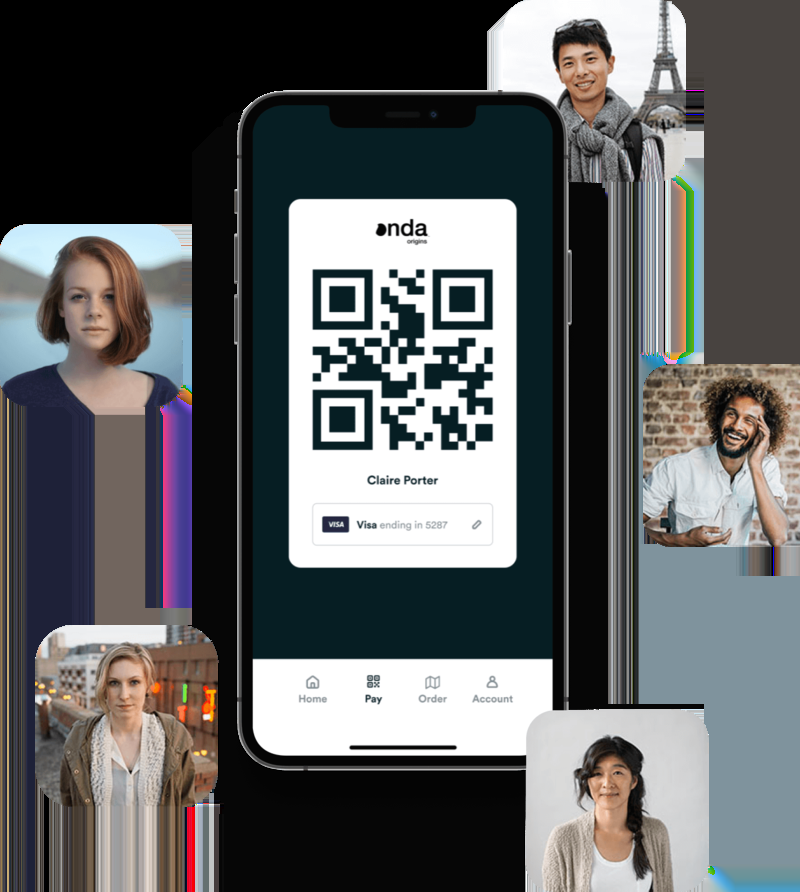 onda
origins
Claire Porter
VISA Visa ending in 5287
Home Pay Order Account